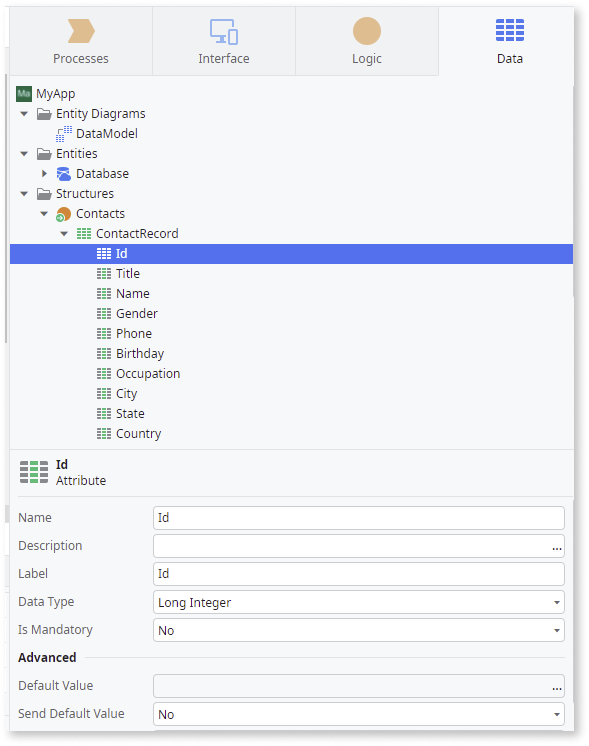 Processes Interface Logic Data
Ma MyApp
Entity Diagrams
DataModel
Entities
Database
Structures
Contacts
ContactRecord
Id
Title
Name
Gender
Phone
Birthday
Occupation
City
State
Country
Id
Attribute
Name Id
Description ...
Label Id
Data Type Long Integer
Is Mandatory No
Advanced
Default Value ...
Send Default Value No